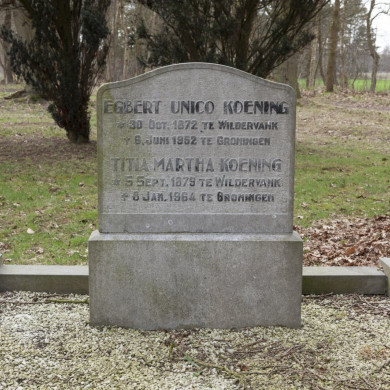 EGBERT UNICO KOENING
* 30 OCT. 1872 TE WILDERVANK
+ 6 JUNI 1952 TE GRONINGEN
TITIA MARTHA KOENING
* 5 SEPT. 1879 TE WILDERVANK
+ 8 JAN. 1964 TE GRONINGEN